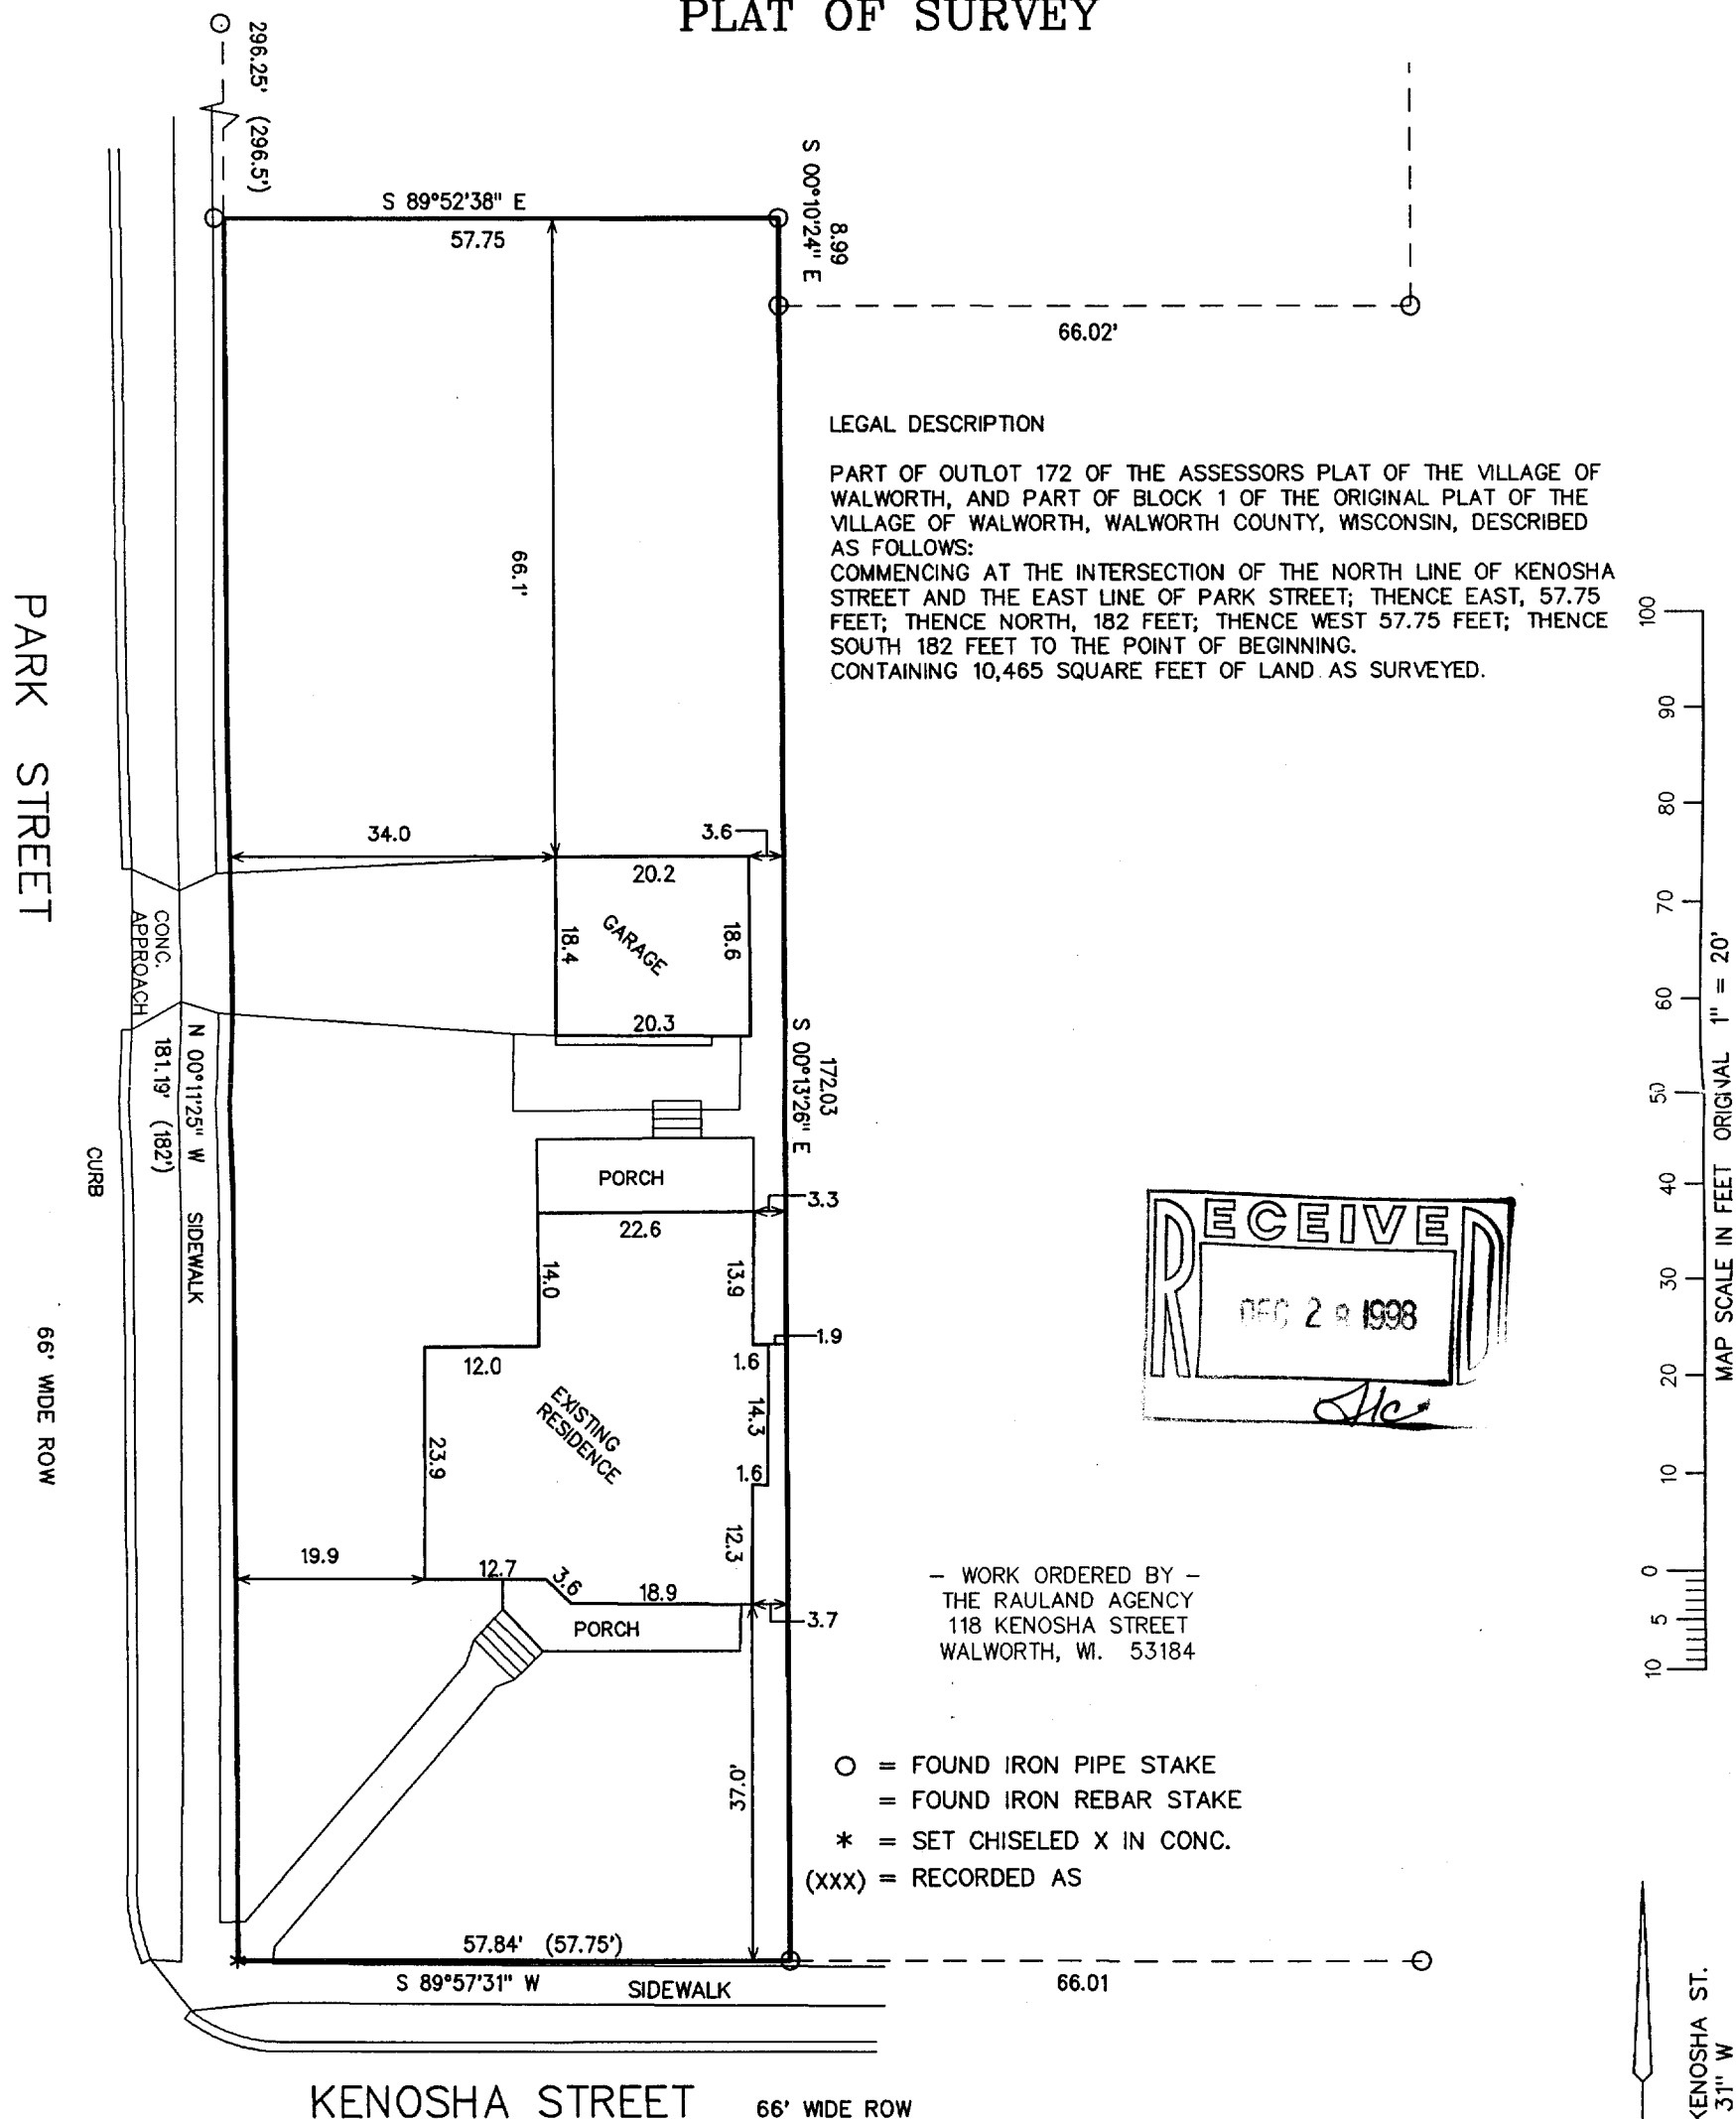 PLAT OF SURVEY
296.25' (296.5')
S 89°52'38" E
57.75
8.99
S 00°10'24" E
66.02'
LEGAL DESCRIPTION
PART OF OUTLOT 172 OF THE ASSESSORS PLAT OF THE VILLAGE OF
WALWORTH, AND PART OF BLOCK 1 OF THE ORIGINAL PLAT OF THE
VILLAGE OF WALWORTH, WALWORTH COUNTY, WISCONSIN, DESCRIBED
AS FOLLOWS:
COMMENCING AT THE INTERSECTION OF THE NORTH LINE OF KENOSHA
STREET AND THE EAST LINE OF PARK STREET; THENCE EAST, 57.75
FEET; THENCE NORTH, 182 FEET; THENCE WEST 57.75 FEET; THENCE
SOUTH 182 FEET TO THE POINT OF BEGINNING.
CONTAINING 10,465 SQUARE FEET OF LAND AS SURVEYED.
66.1'
PARK STREET
66' WIDE ROW
34.0
3.6
20.2
18.4
GARAGE
18.6
20.3
CONC.
APPROACH
N 00°11'25" W SIDEWALK
181.19' (182')
CURB
172.03
S 00°13'26" E
PORCH
3.3
22.6
14.0
13.9
1.9
12.0
1.6
EXISTING
RESIDENCE
14.3
23.9
1.6
12.3
19.9
12.7
3.6
18.9
3.7
PORCH
37.0'
57.84' (57.75')
S 89°57'31" W
SIDEWALK
66.01
KENOSHA STREET 66' WIDE ROW
RECEIVED
DEC 2 1998
- WORK ORDERED BY -
THE RAULAND AGENCY
118 KENOSHA STREET
WALWORTH, WI. 53184
O = FOUND IRON PIPE STAKE
= FOUND IRON REBAR STAKE
* = SET CHISELED X IN CONC.
(XXX) = RECORDED AS
100
90
80
70
60
50
40
30
20
10
0
5
10
MAP SCALE IN FEET ORIGINAL 1" = 20'
KENOSHA ST.
31" W